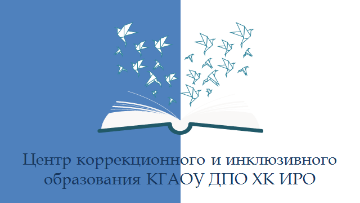 Центр коррекционного и инклюзивного
образования КГАОУ ДПО ХК ИРО